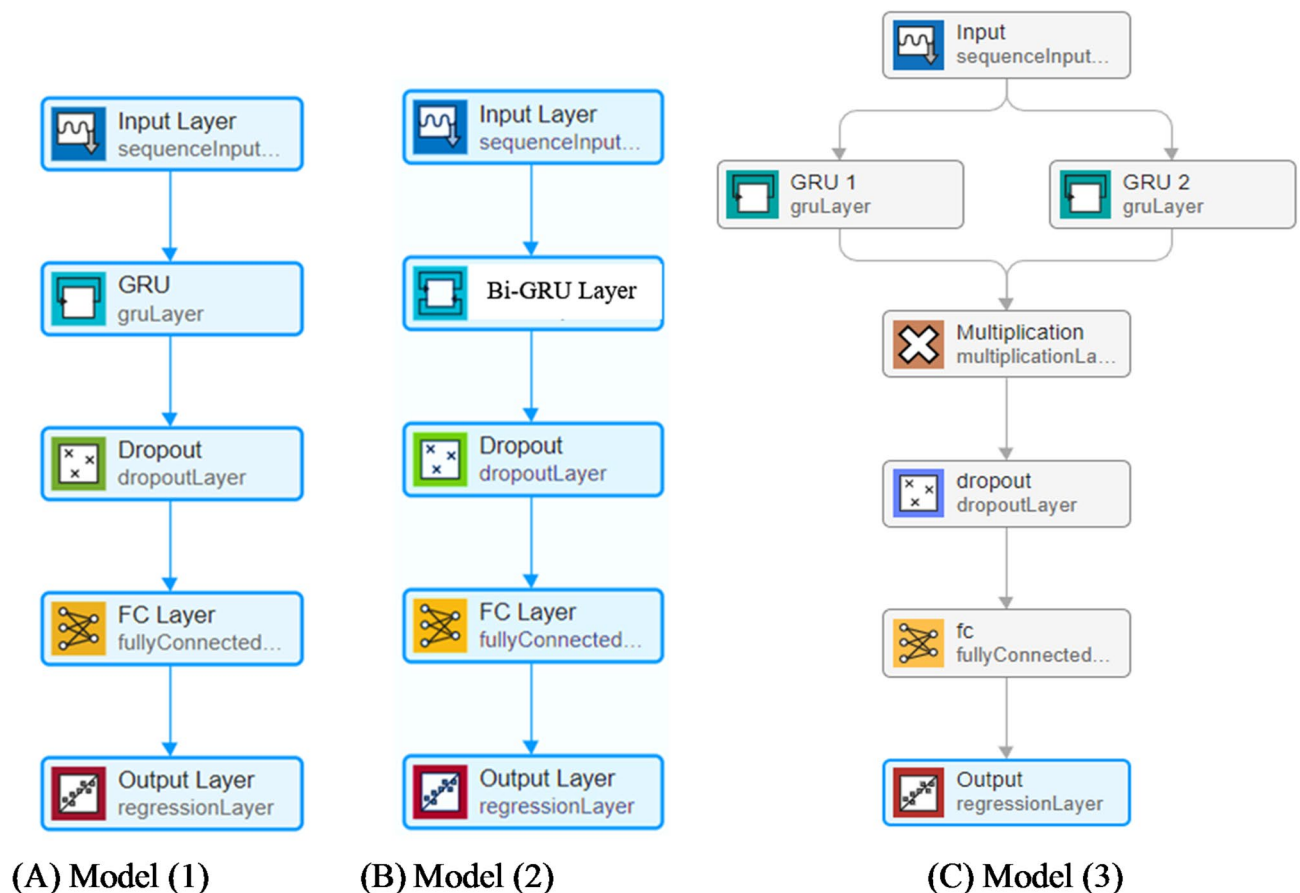 Input Layer
sequenceInput...
GRU
gruLayer
Dropout
dropoutLayer
FC Layer
fullyConnected...
Output Layer
regressionLayer
(A) Model (1)
Input Layer
sequenceInput...
Bi-GRU Layer
Dropout
dropoutLayer
FC Layer
fullyConnected...
Output Layer
regressionLayer
(B) Model (2)
Input
sequenceInput...
GRU 1
gruLayer
GRU 2
gruLayer
Multiplication
multiplicationLa...
dropout
dropoutLayer
fc
fullyConnected...
Output
regressionLayer
(C) Model (3)